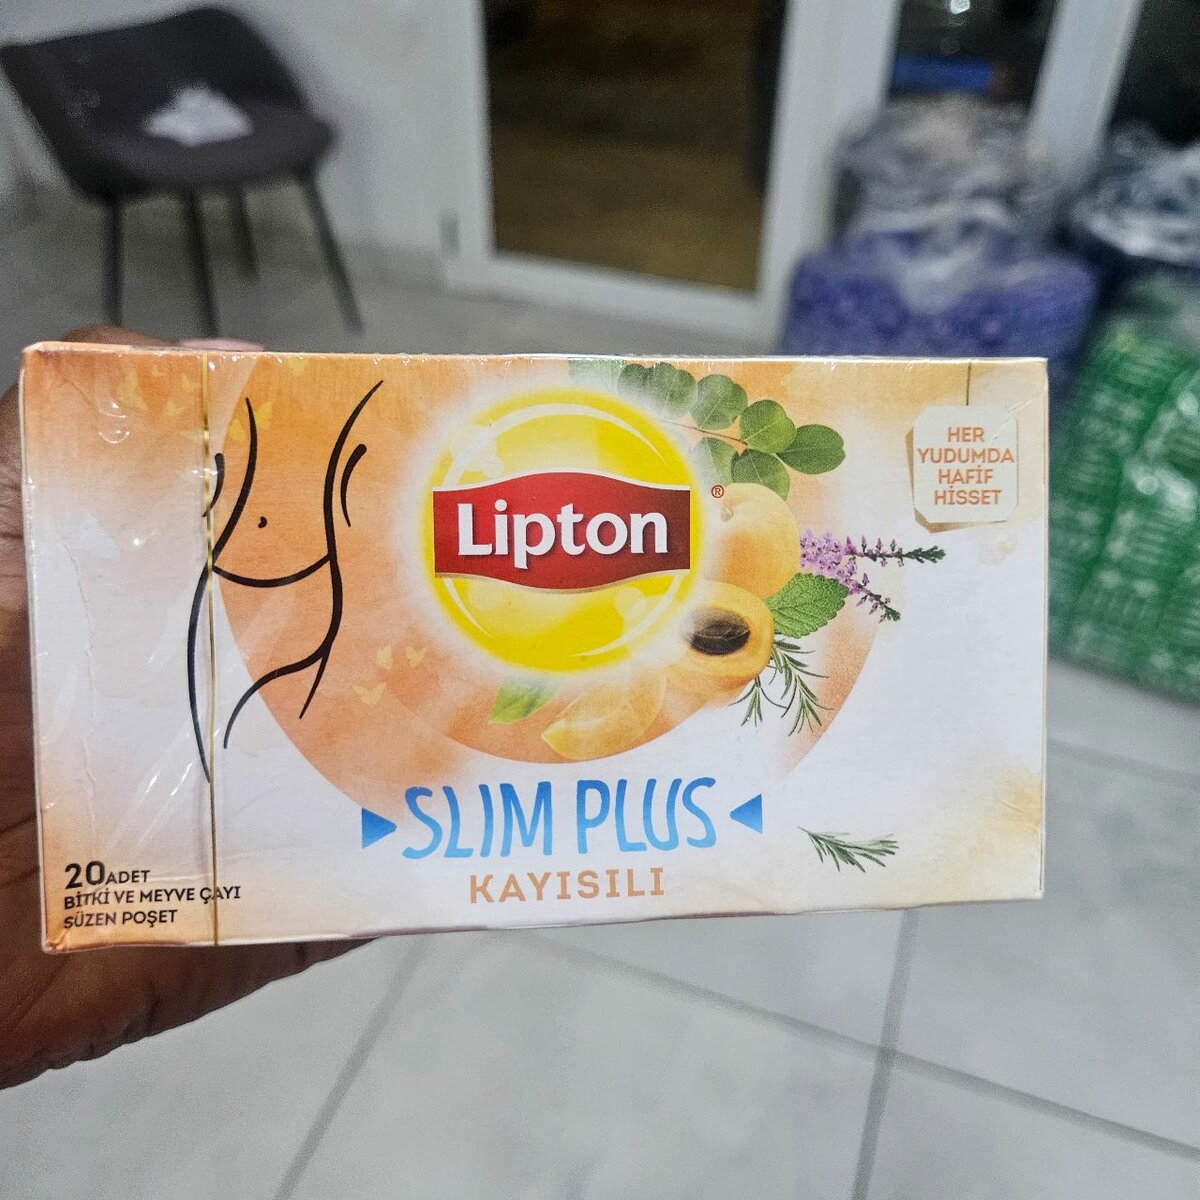 HER
YUDUMDA
HAFİF
HİSSET
Lipton
®
SLIM PLUS
KAYISILI
20 ADET
BİTKİ VE MEYVE ÇAYI
SÜZEN POŞET